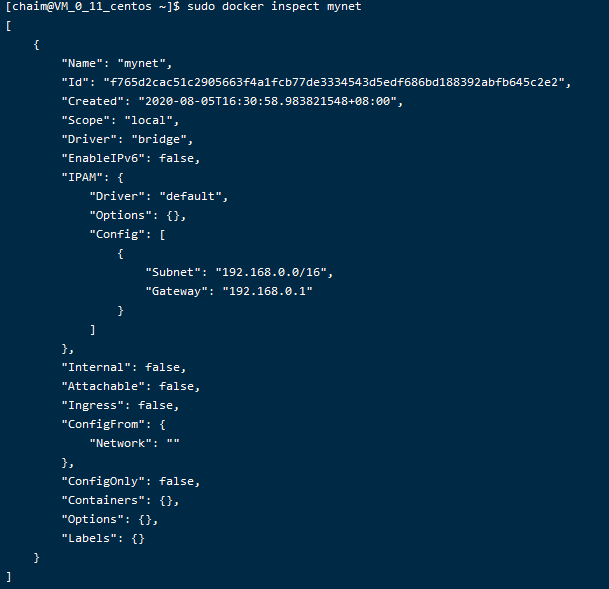 [chaim@VM_0_11_centos ~]$ sudo docker inspect mynet
[
    {
        "Name": "mynet",
        "Id": "f765d2cac51c2905663f4a1fcb77de3334543d5edf686bd188392abfb645c2e2",
        "Created": "2020-08-05T16:30:58.983821548+08:00",
        "Scope": "local",
        "Driver": "bridge",
        "EnableIPv6": false,
        "IPAM": {
            "Driver": "default",
            "Options": {},
            "Config": [
                {
                    "Subnet": "192.168.0.0/16",
                    "Gateway": "192.168.0.1"
                }
            ]
        },
        "Internal": false,
        "Attachable": false,
        "Ingress": false,
        "ConfigFrom": {
            "Network": ""
        },
        "ConfigOnly": false,
        "Containers": {},
        "Options": {},
        "Labels": {}
    }
]